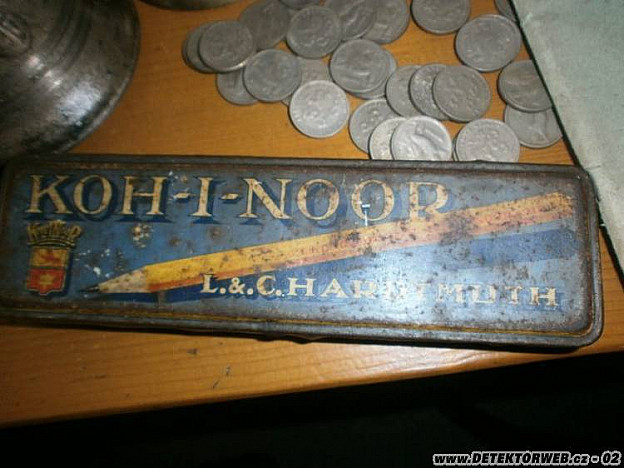 KOH-I-NOOR
L.&.C.HARDTMUTH
www.DETEKTORWEB.cz - 02